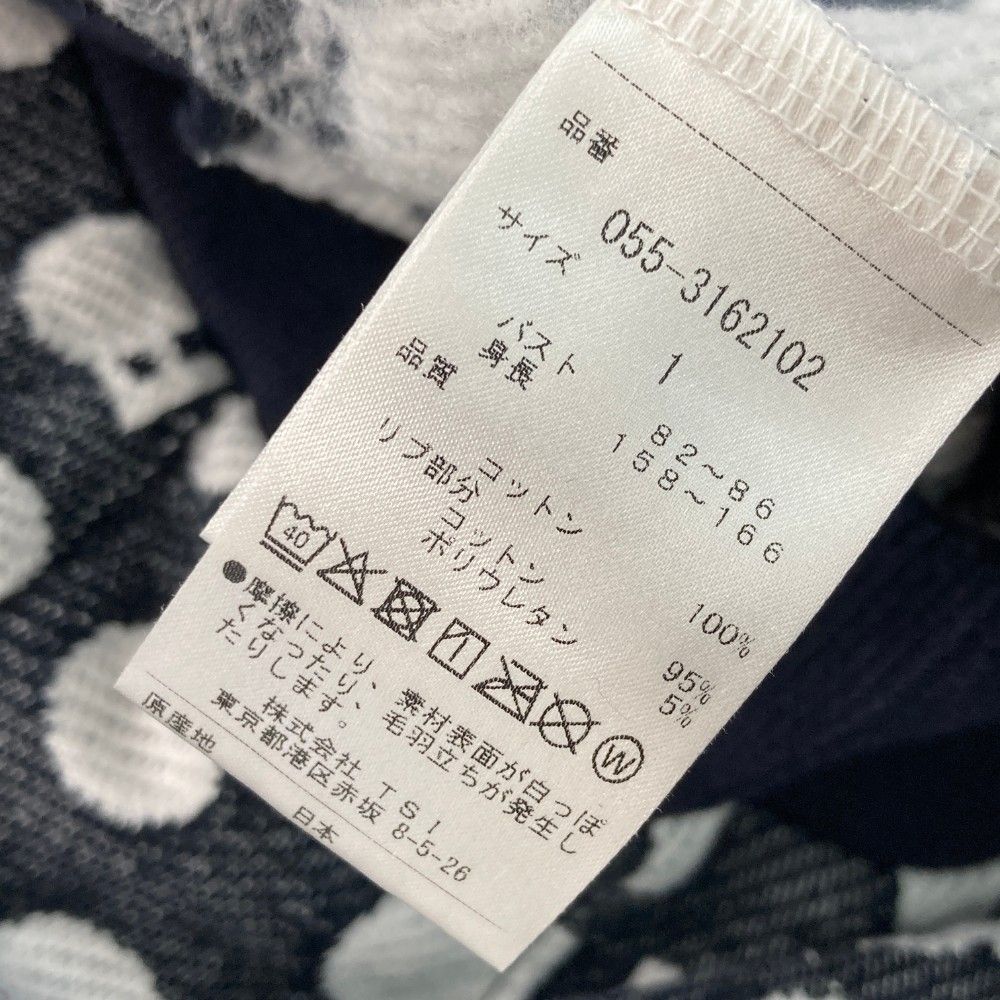 品番
055-3162102
サイズ
1
バスト 82～86
身長 158～166
品質
コットン 100%
リブ部分
コットン 95%
ポリウレタン 5%
40
W
●摩擦により、素材表面が白っぽ
くなったり、毛羽立ちが発生し
たりします。
株式会社 TSI
東京都港区赤坂 8-5-26
原産地 日本